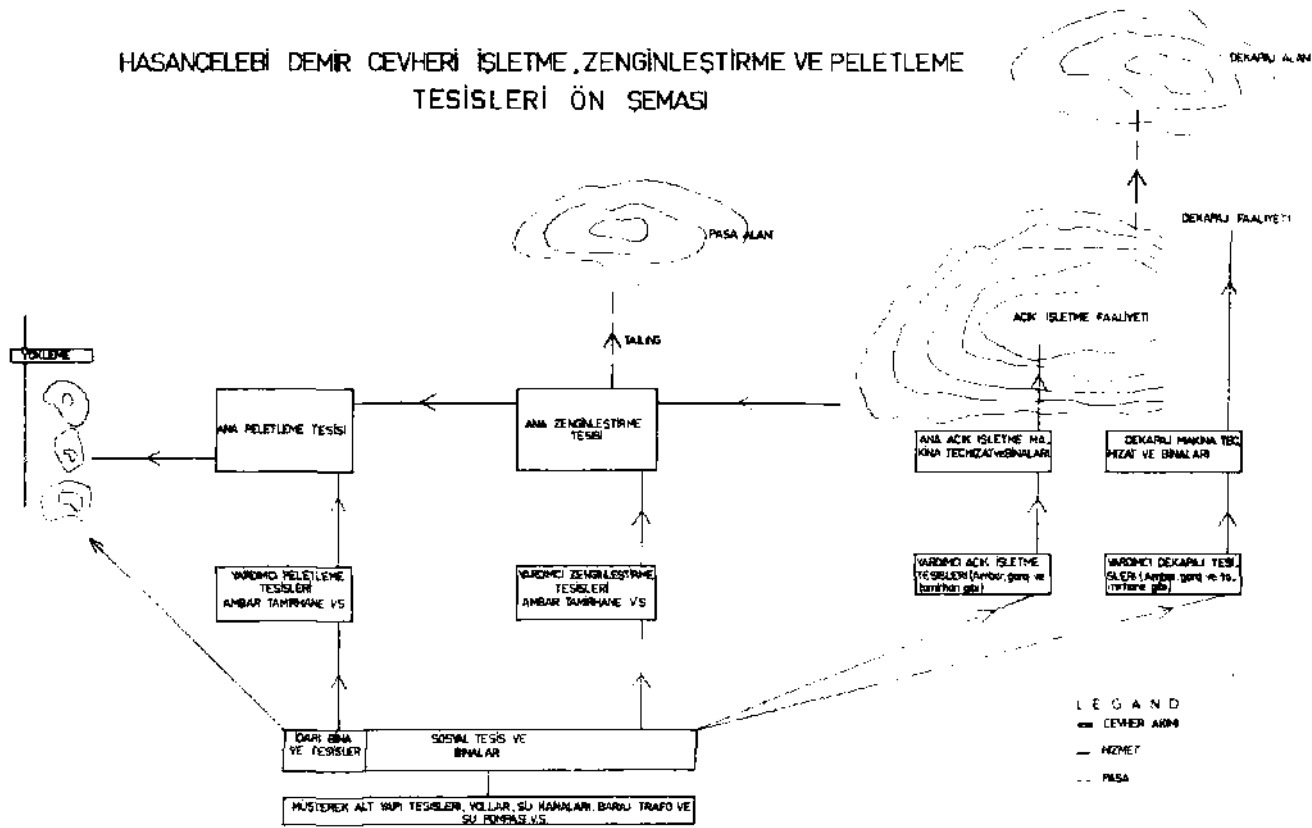 HASANÇELEBİ DEMİR CEVHERİ İŞLETME, ZENGİNLEŞTİRME VE PELETLEME
TESİSLERİ ÖN ŞEMASI
DEKAPAJ ALANI
DEKAPAJ FAALİYETİ
PASA ALANI
AÇIK İŞLETME FAALİYETİ
TAILING
YÜKLEME
ANA PELETLEME TESİSİ
ANA ZENGİNLEŞTİRME
TESİSİ
ANA AÇIK İŞLETME MA.
KİNA TEÇHİZAT ve BİNALARI
DEKAPAJ MAKİNA TEÇ.
HİZAT VE BİNALARI
YARDIMCI PELETLEME
TESİSLERİ
AMBAR TAMİRHANE VS
YARDIMCI ZENGİNLEŞTİRME
TESİSLERİ
AMBAR TAMİRHANE VS
YARDIMCI AÇIK İŞLETME
TESİSLERİ (Ambar, garaj ve
tamirhan gibi)
YARDIMCI DEKAPAJ TESİ.
SLERİ (Ambar, garaj ve ta.
mirhane gibi)
İDARİ BİNA
VE TESİSLER
SOSYAL TESİS VE
BİNALAR
MÜŞTEREK ALT YAPI TESİSLERİ, YOLLAR, SU KANALARI, BARAJ TRAFO VE
SU POMPASI V.S.
LEGAND
CEVHER AKIMI
HİZMET
PASA